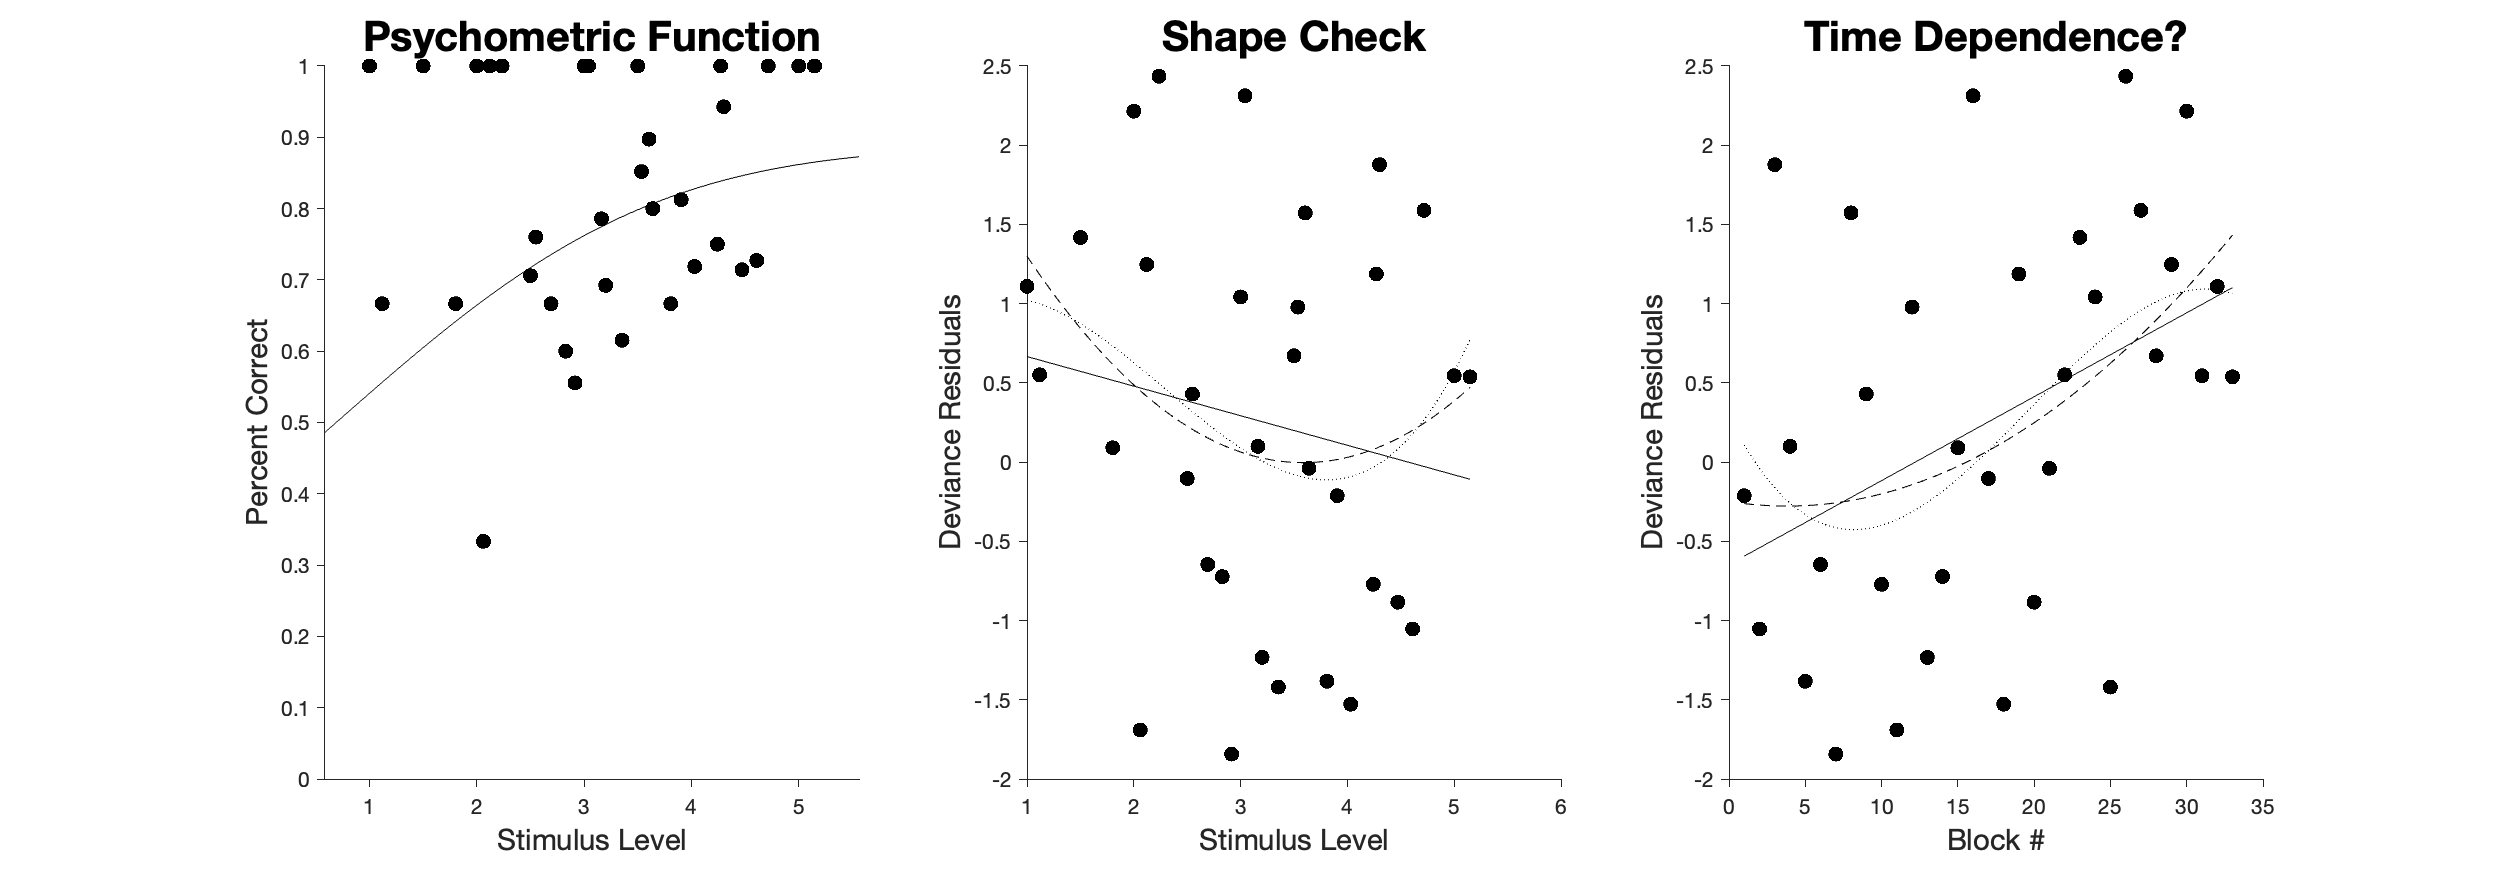 Psychometric Function
1
0.9
0.8
0.7
0.6
0.5
0.4
0.3
0.2
0.1
0
Percent Correct
1 2 3 4 5
Stimulus Level
Shape Check
2.5
2
1.5
1
0.5
0
-0.5
-1
-1.5
-2
Deviance Residuals
1 2 3 4 5 6
Stimulus Level
Time Dependence?
2.5
2
1.5
1
0.5
0
-0.5
-1
-1.5
-2
Deviance Residuals
0 5 10 15 20 25 30 35
Block #